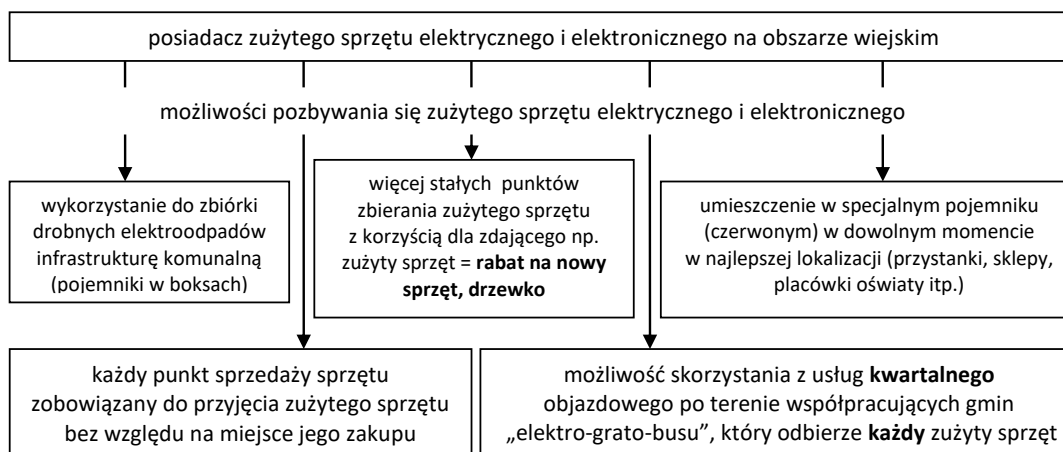 posiadacz zużytego sprzętu elektrycznego i elektronicznego na obszarze wiejskim
możliwości pozbywania się zużytego sprzętu elektrycznego i elektronicznego
wykorzystanie do zbiórki
drobnych elektroodpadów
infrastrukturę komunalną
(pojemniki w boksach)
więcej stałych punktów
zbierania zużytego sprzętu
z korzyścią dla zdającego np.
zużyty sprzęt = rabat na nowy
sprzęt, drzewko
umieszczenie w specjalnym pojemniku
(czerwonym) w dowolnym momencie
w najlepszej lokalizacji (przystanki, sklepy,
placówki oświaty itp.)
każdy punkt sprzedaży sprzętu
zobowiązany do przyjęcia zużytego sprzętu
bez względu na miejsce jego zakupu
możliwość skorzystania z usług kwartalnego
objazdowego po terenie współpracujących gmin
„elektro-grato-busu”, który odbierze każdy zużyty sprzęt